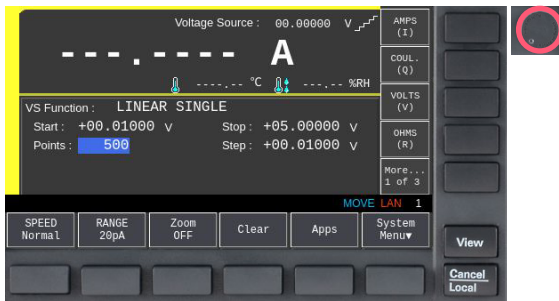 Voltage Source : 00.00000 V
---.---- A
----.-- °C ---.-- %RH
VS Function : LINEAR SINGLE
Start : +00.01000 V Stop : +05.00000 V
Points : 500 Step : +00.01000 V
MOVE LAN 1
AMPS
(I)
COUL.
(Q)
VOLTS
(V)
OHMS
(R)
More...
1 of 3
SPEED
Normal
RANGE
20pA
Zoom
OFF
Clear
Apps
System
Menu▼
View
Cancel
Local